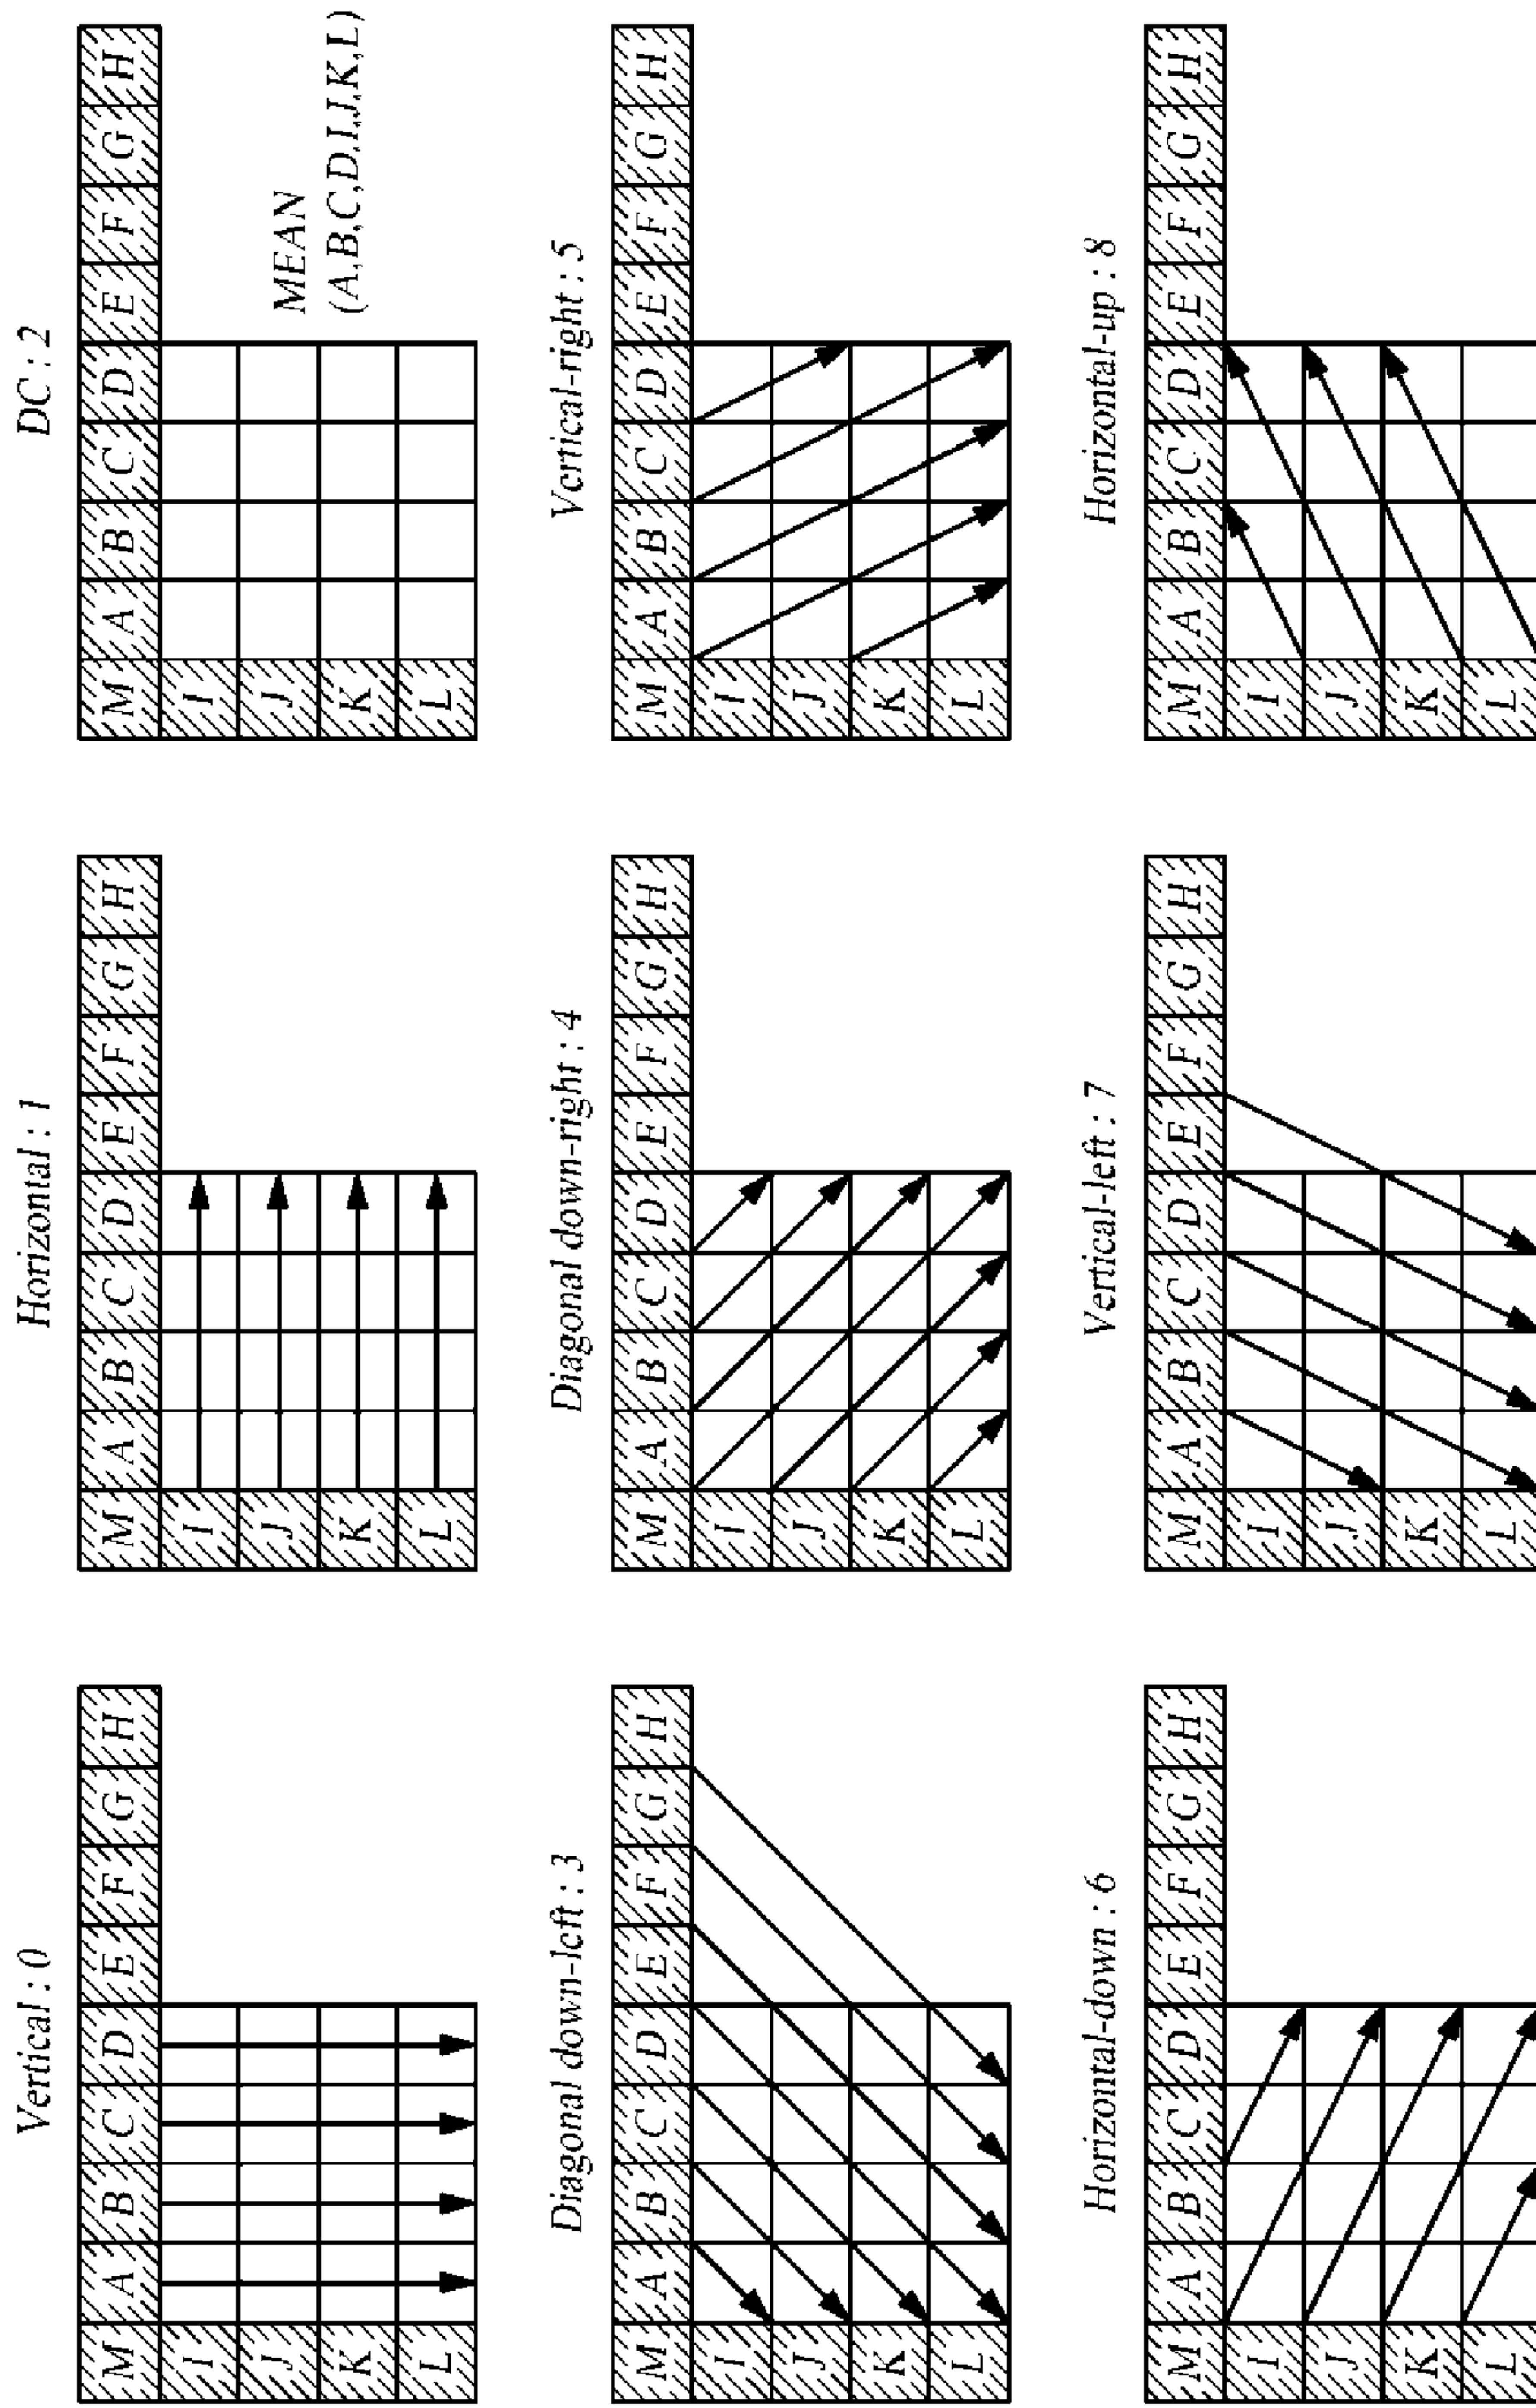 Vertical : 0
M A B C D E F G H
I
J
K
L
Horizontal : 1
M A B C D E F G H
I
J
K
L
DC : 2
M A B C D E F G H
I
J
K
L
MEAN
(A,B,C,D,I,J,K,L)
Diagonal down-left : 3
M A B C D E F G H
I
J
K
L
Diagonal down-right : 4
M A B C D E F G H
I
J
K
L
Vertical-right : 5
M A B C D E F G H
I
J
K
L
Horizontal-down : 6
M A B C D E F G H
I
J
K
L
Vertical-left : 7
M A B C D E F G H
I
J
K
L
Horizontal-up : 8
M A B C D E F G H
I
J
K
L